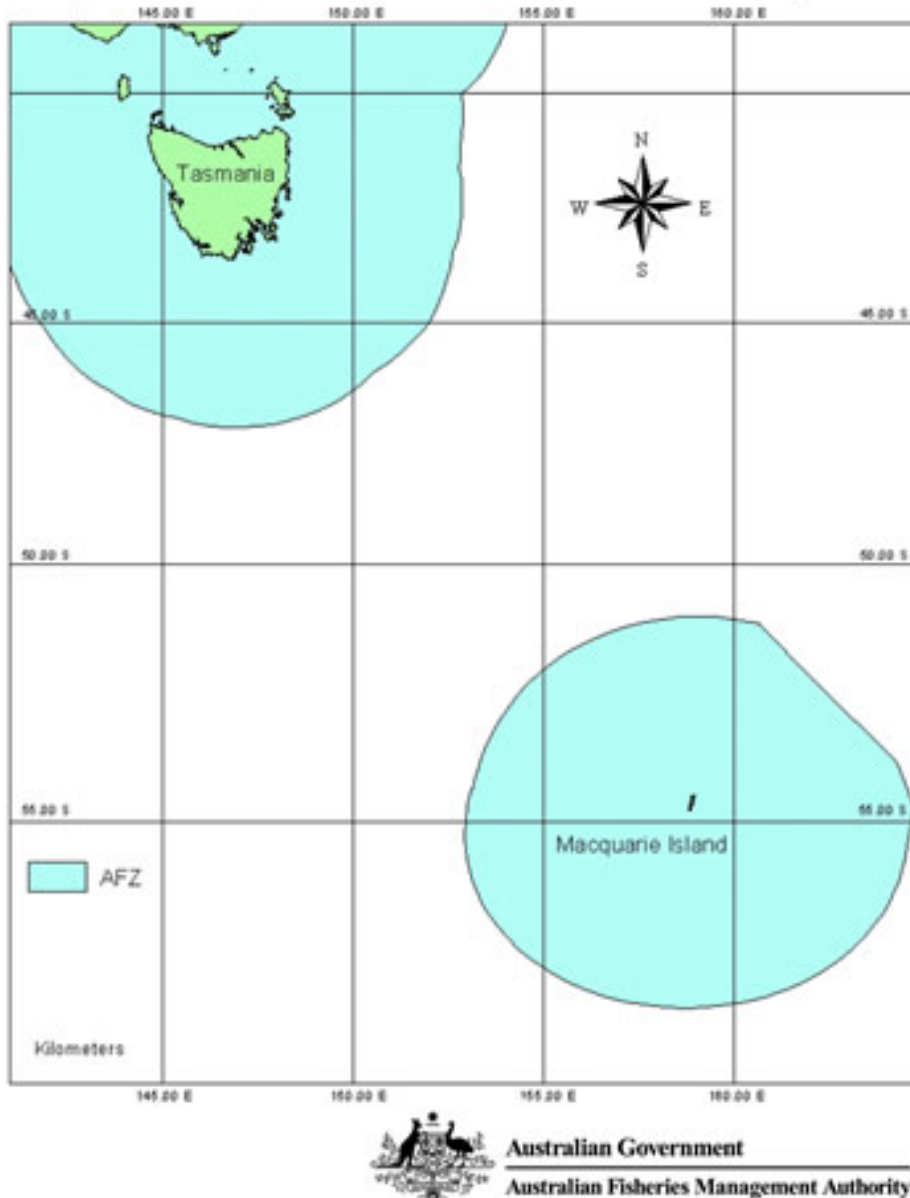 145.00 E 150.00 E 155.00 E 160.00 E
Tasmania
N
W E
S
45.00 S 45.00 S
50.00 S 50.00 S
55.00 S 55.00 S
Macquarie Island
AFZ
Kilometers
145.00 E 150.00 E 155.00 E 160.00 E
Australian Government
Australian Fisheries Management Authority